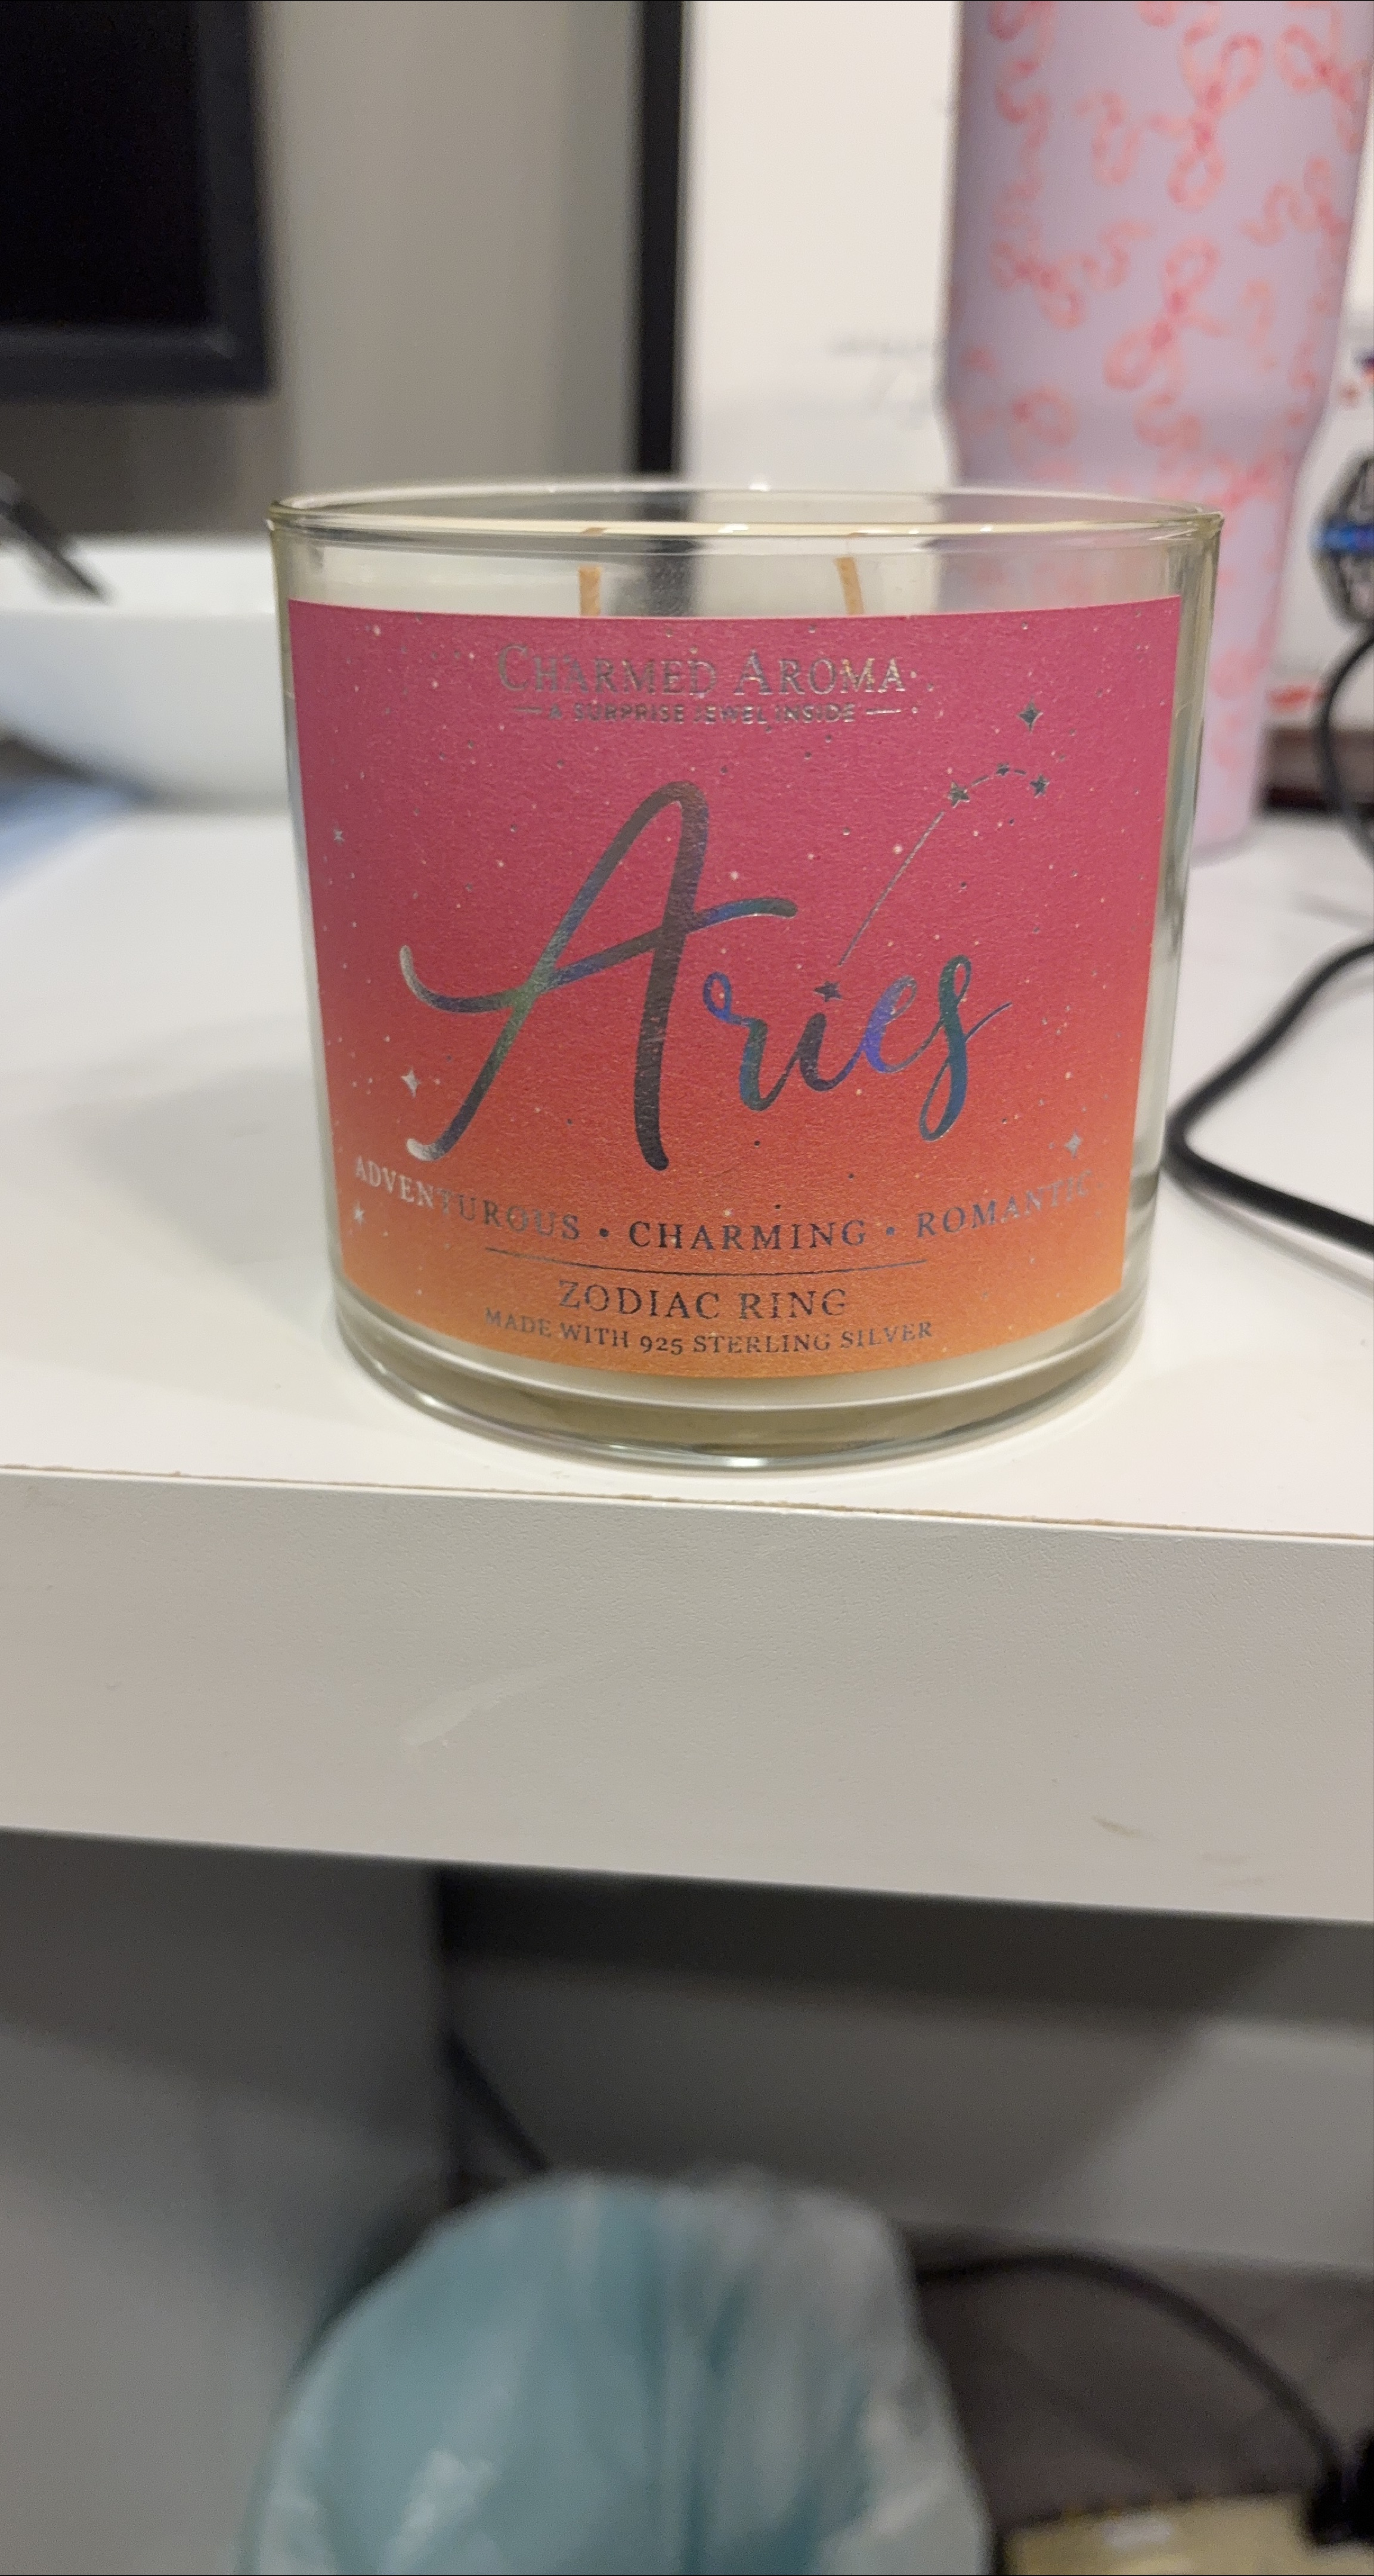 CHARMED AROMA
A SURPRISE JEWEL INSIDE
Aries
ADVENTUROUS • CHARMING • ROMANTIC
ZODIAC RING
MADE WITH 925 STERLING SILVER